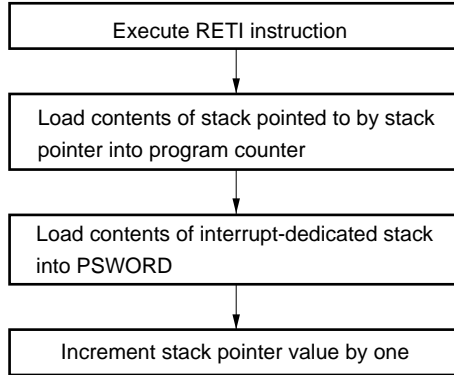 Execute RETI instruction
Load contents of stack pointed to by stack
pointer into program counter
Load contents of interrupt-dedicated stack
into PSWORD
Increment stack pointer value by one